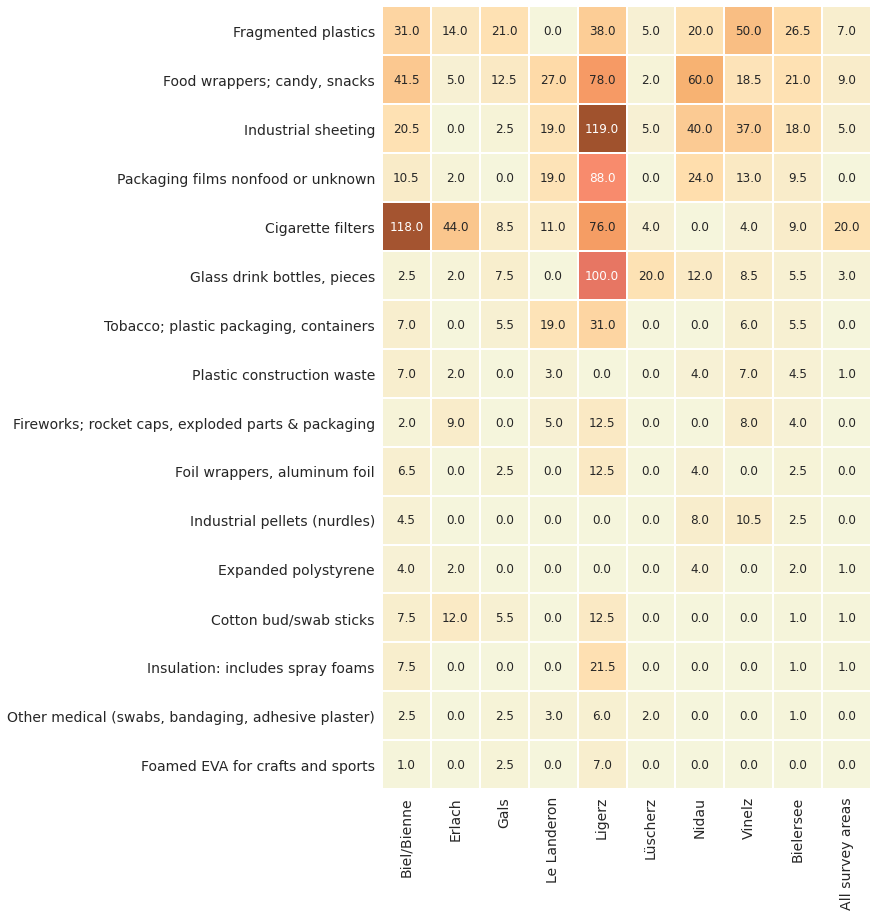 Fragmented plastics 31.0 14.0 21.0 0.0 38.0 5.0 20.0 50.0 26.5 7.0
Food wrappers; candy, snacks 41.5 5.0 12.5 27.0 78.0 2.0 60.0 18.5 21.0 9.0
Industrial sheeting 20.5 0.0 2.5 19.0 119.0 5.0 40.0 37.0 18.0 5.0
Packaging films nonfood or unknown 10.5 2.0 0.0 19.0 88.0 0.0 24.0 13.0 9.5 0.0
Cigarette filters 118.0 44.0 8.5 11.0 76.0 4.0 0.0 4.0 9.0 20.0
Glass drink bottles, pieces 2.5 2.0 7.5 0.0 100.0 20.0 12.0 8.5 5.5 3.0
Tobacco; plastic packaging, containers 7.0 0.0 5.5 19.0 31.0 0.0 0.0 6.0 5.5 0.0
Plastic construction waste 7.0 2.0 0.0 3.0 0.0 0.0 4.0 7.0 4.5 1.0
Fireworks; rocket caps, exploded parts & packaging 2.0 9.0 0.0 5.0 12.5 0.0 0.0 8.0 4.0 0.0
Foil wrappers, aluminum foil 6.5 0.0 2.5 0.0 12.5 0.0 4.0 0.0 2.5 0.0
Industrial pellets (nurdles) 4.5 0.0 0.0 0.0 0.0 0.0 8.0 10.5 2.5 0.0
Expanded polystyrene 4.0 2.0 0.0 0.0 0.0 0.0 4.0 0.0 2.0 1.0
Cotton bud/swab sticks 7.5 12.0 5.5 0.0 12.5 0.0 0.0 0.0 1.0 1.0
Insulation: includes spray foams 7.5 0.0 0.0 0.0 21.5 0.0 0.0 0.0 1.0 1.0
Other medical (swabs, bandaging, adhesive plaster) 2.5 0.0 2.5 3.0 6.0 2.0 0.0 0.0 1.0 0.0
Foamed EVA for crafts and sports 1.0 0.0 2.5 0.0 7.0 0.0 0.0 0.0 0.0 0.0
Biel/Bienne
Erlach
Gals
Le Landeron
Ligerz
Lüscherz
Nidau
Vinelz
Bielersee
All survey areas